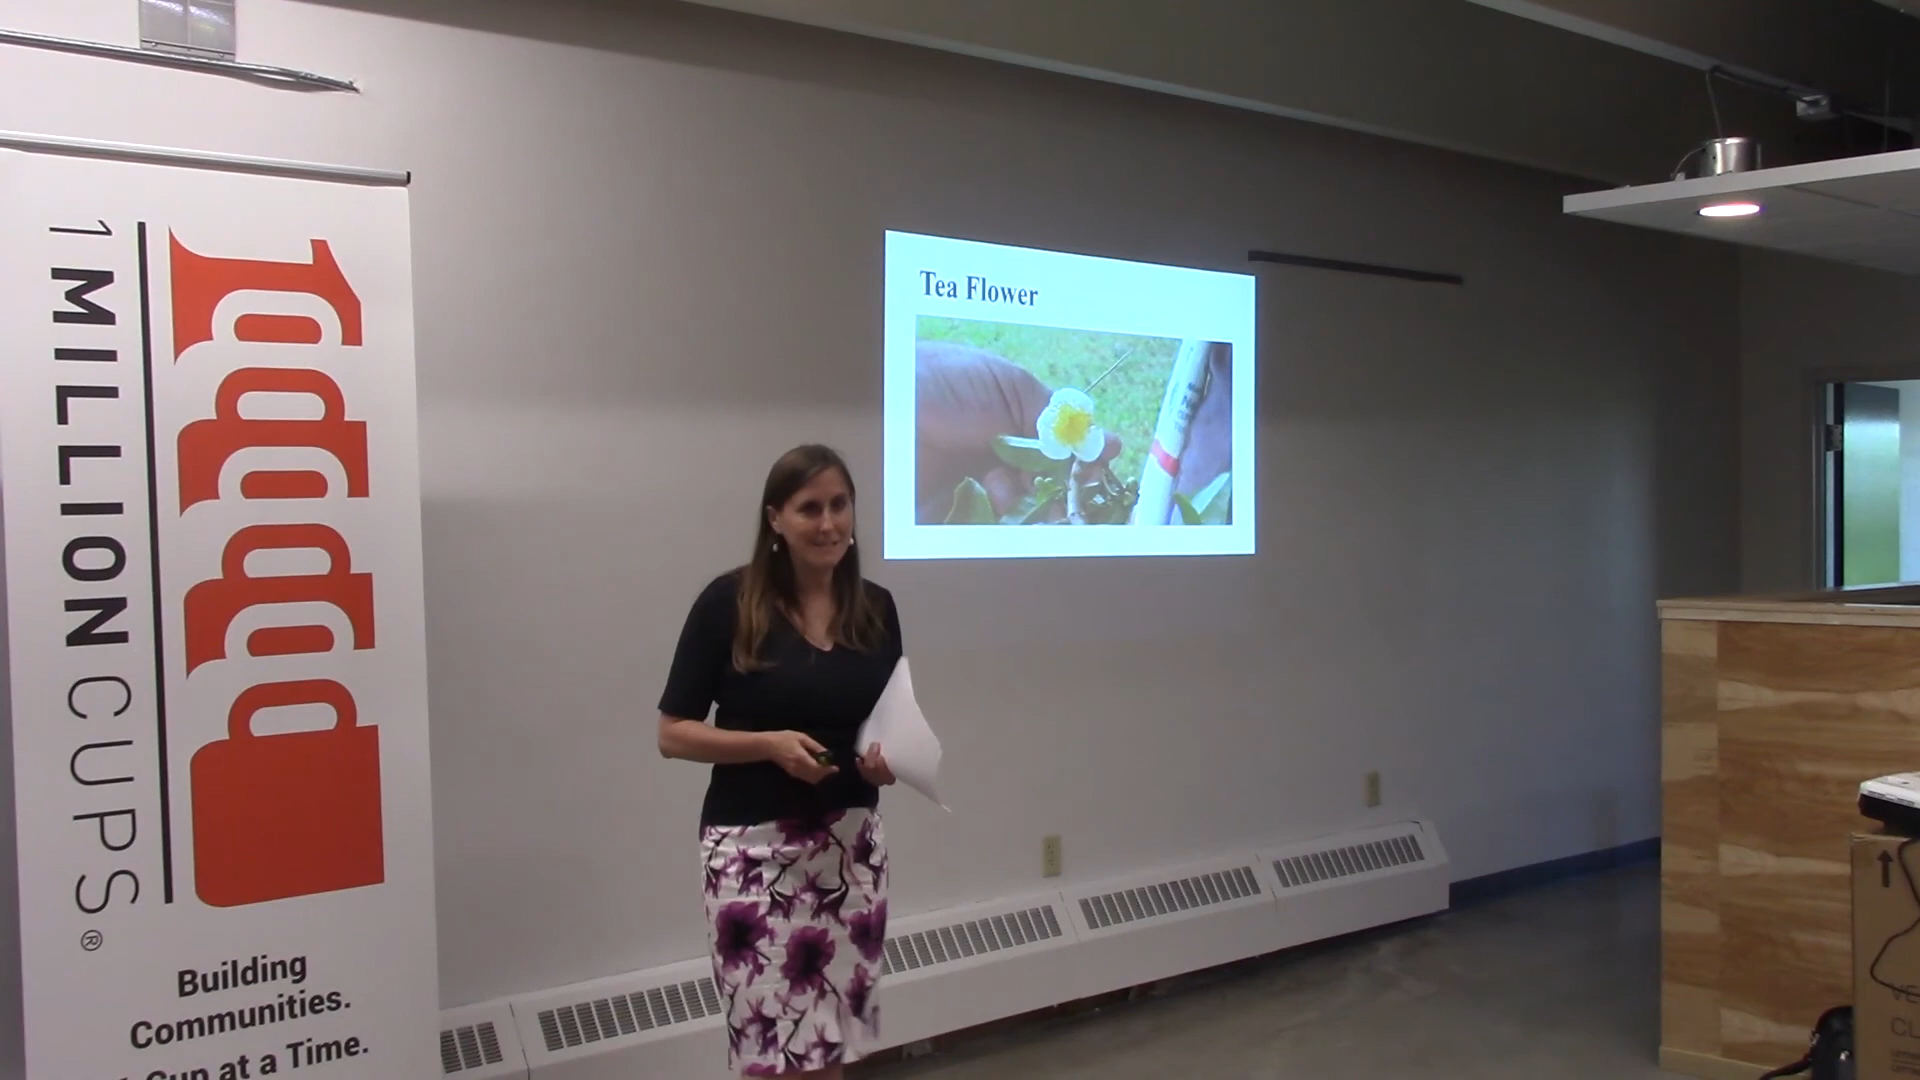 1 MILLION CUPS®
Building
Communities.
Cup at a Time.
Tea Flower